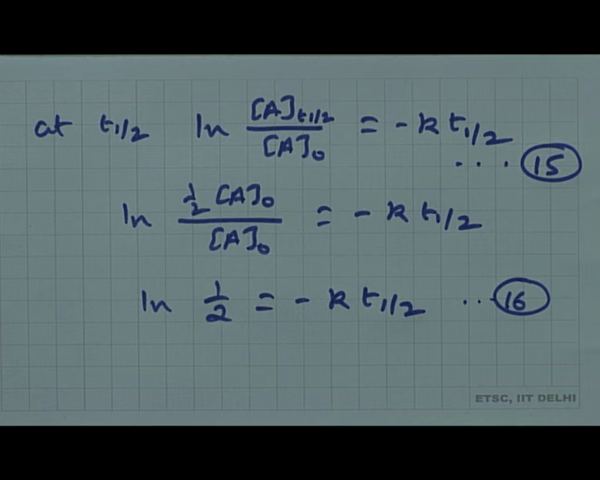 at t1/2 ln [A]t1/2 / [A]0 = - k t1/2
... 15
ln 1/2 [A]0 / [A]0 = - k t1/2
ln 1/2 = - k t1/2 ... 16
ETSC, IIT DELHI